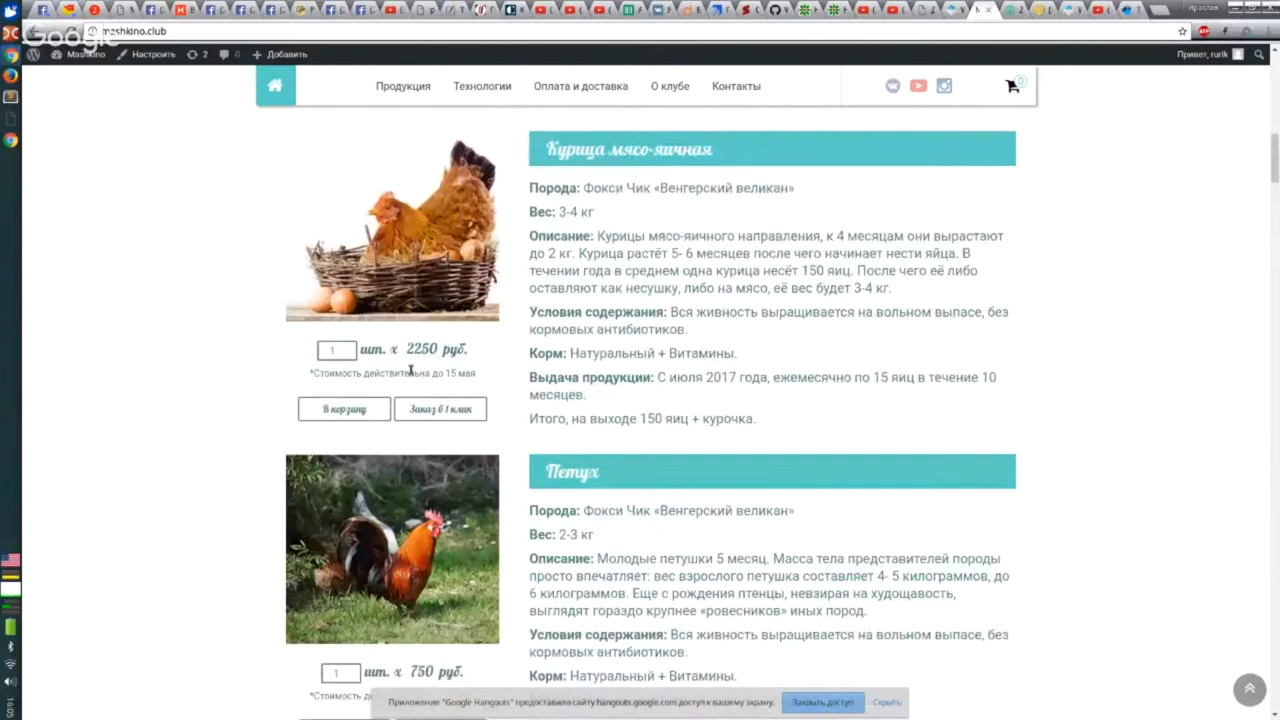 Google
mashkino.club
Ярослав
Mashkino
Настроить
2
0
Добавить
Привет, rurik
Продукция
Технологии
Оплата и доставка
О клубе
Контакты
0
Курица мясо-яичная
Порода: Фокси Чик «Венгерский великан»
Вес: 3-4 кг
Описание: Курицы мясо-яичного направления, к 4 месяцам они вырастают
до 2 кг. Курица растёт 5- 6 месяцев после чего начинает нести яйца. В
течении года в среднем одна курица несёт 150 яиц. После чего её либо
оставляют как несушку, либо на мясо, её вес будет 3-4 кг.
Условия содержания: Вся живность выращивается на вольном выпасе, без
кормовых антибиотиков.
Корм: Натуральный + Витамины.
Выдача продукции: С июля 2017 года, ежемесячно по 15 яиц в течение 10
месяцев.
Итого, на выходе 150 яиц + курочка.
1 шт. х 2250 руб.
*Стоимость действительна до 15 мая
В корзину
Заказ в 1 клик
Петух
Порода: Фокси Чик «Венгерский великан»
Вес: 2-3 кг
Описание: Молодые петушки 5 месяц. Масса тела представителей породы
просто впечатляет: вес взрослого петушка составляет 4- 5 килограммов, до
6 килограммов. Еще с рождения птенцы, невзирая на худощавость,
выглядят гораздо крупнее «ровесников» иных пород.
Условия содержания: Вся живность выращивается на вольном выпасе, без
кормовых антибиотиков.
Корм: Натуральный + Витамины.
1 шт. х 750 руб.
*Стоимость
Приложение "Google Hangouts" предоставило сайту hangouts.google.com доступ к вашему экрану.
Закрыть доступ
Скрыть
16:05